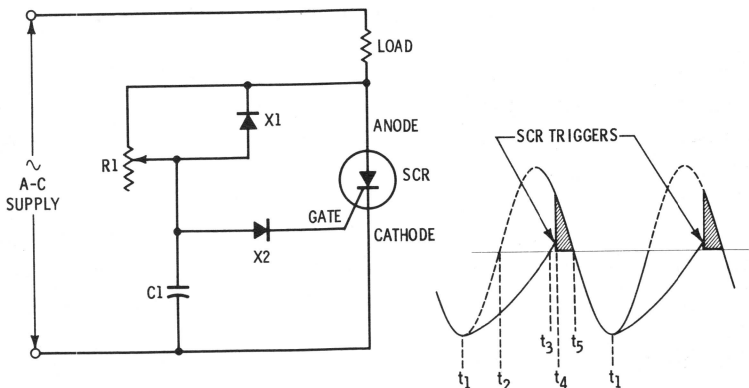 LOAD
X1
ANODE
R1
SCR
~
A-C
SUPPLY
GATE
CATHODE
X2
C1
SCR TRIGGERS
t3
t5
t1
t2
t4
t1